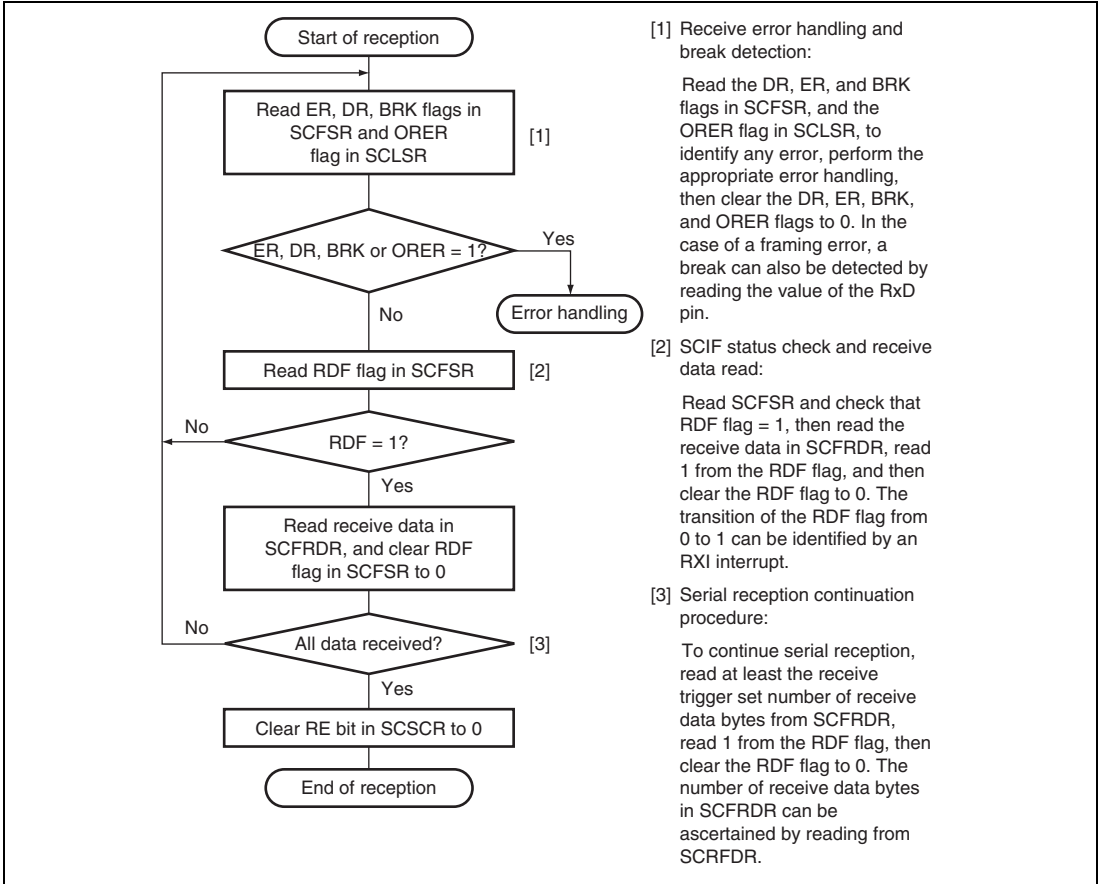 Start of reception
Read ER, DR, BRK flags in
SCFSR and ORER
flag in SCLSR
[1]
ER, DR, BRK or ORER = 1?
Yes
Error handling
No
Read RDF flag in SCFSR
[2]
No
RDF = 1?
Yes
Read receive data in
SCFRDR, and clear RDF
flag in SCFSR to 0
No
All data received?
[3]
Yes
Clear RE bit in SCSCR to 0
End of reception
[1] Receive error handling and
break detection:
Read the DR, ER, and BRK
flags in SCFSR, and the
ORER flag in SCLSR, to
identify any error, perform the
appropriate error handling,
then clear the DR, ER, BRK,
and ORER flags to 0. In the
case of a framing error, a
break can also be detected by
reading the value of the RxD
pin.
[2] SCIF status check and receive
data read:
Read SCFSR and check that
RDF flag = 1, then read the
receive data in SCFRDR, read
1 from the RDF flag, and then
clear the RDF flag to 0. The
transition of the RDF flag from
0 to 1 can be identified by an
RXI interrupt.
[3] Serial reception continuation
procedure:
To continue serial reception,
read at least the receive
trigger set number of receive
data bytes from SCFRDR,
read 1 from the RDF flag, then
clear the RDF flag to 0. The
number of receive data bytes
in SCFRDR can be
ascertained by reading from
SCRFDR.